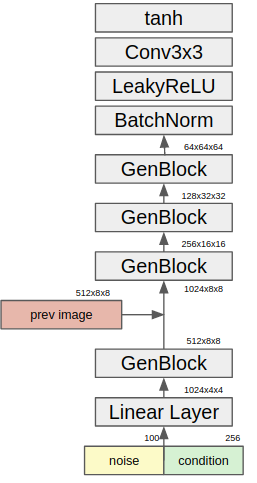 tanh
Conv3x3
LeakyReLU
BatchNorm
64x64x64
GenBlock
128x32x32
GenBlock
256x16x16
GenBlock
512x8x8
1024x8x8
prev image
512x8x8
GenBlock
1024x4x4
Linear Layer
100 256
noise condition